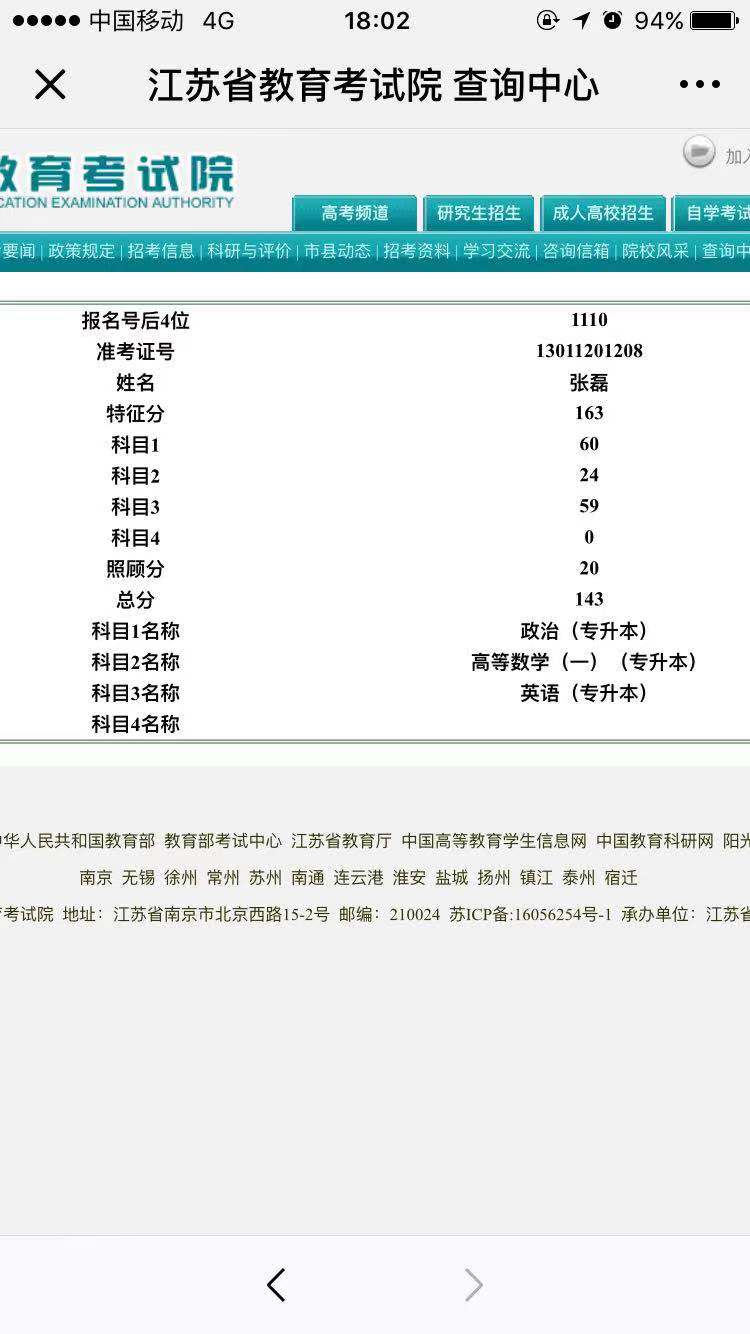 中国移动 4G 18:02 94%
江苏省教育考试院 查询中心
教育考试院
加入
CATION EXAMINATION AUTHORITY
高考频道 研究生招生 成人高校招生 自学考试
要闻 | 政策规定 | 招考信息 | 科研与评价 | 市县动态 | 招考资料 | 学习交流 | 咨询信箱 | 院校风采 | 查询中
报名号后4位 1110
准考证号 13011201208
姓名 张磊
特征分 163
科目1 60
科目2 24
科目3 59
科目4 0
照顾分 20
总分 143
科目1名称 政治（专升本）
科目2名称 高等数学（一）（专升本）
科目3名称 英语（专升本）
科目4名称
中华人民共和国教育部 教育部考试中心 江苏省教育厅 中国高等教育学生信息网 中国教育科研网 阳光
南京 无锡 徐州 常州 苏州 南通 连云港 淮安 盐城 扬州 镇江 泰州 宿迁
育考试院 地址：江苏省南京市北京西路15-2号 邮编：210024 苏ICP备:16056254号-1 承办单位：江苏省